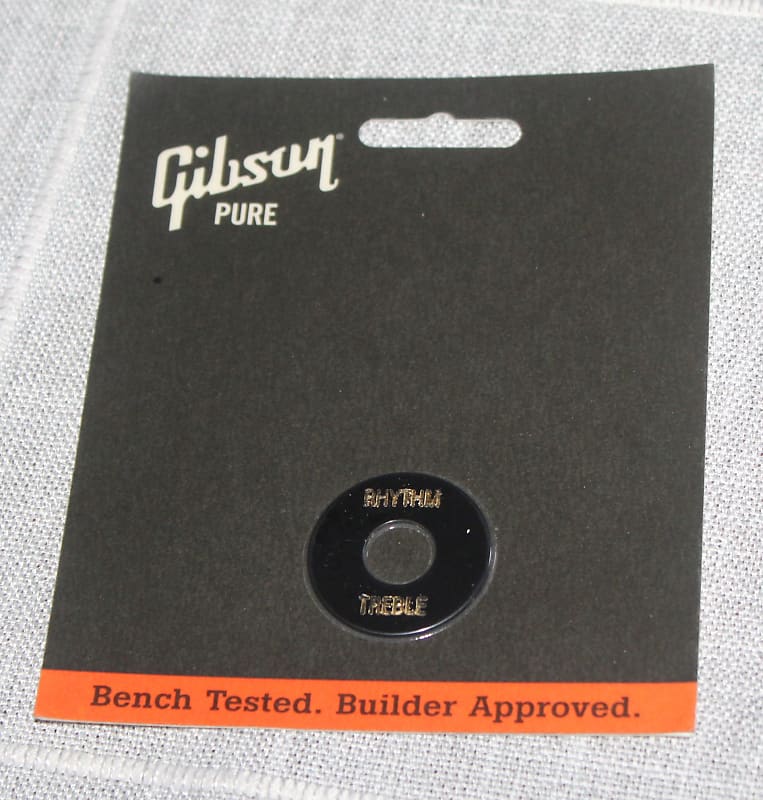 Gibson
PURE
RHYTHM
TREBLE
Bench Tested. Builder Approved.